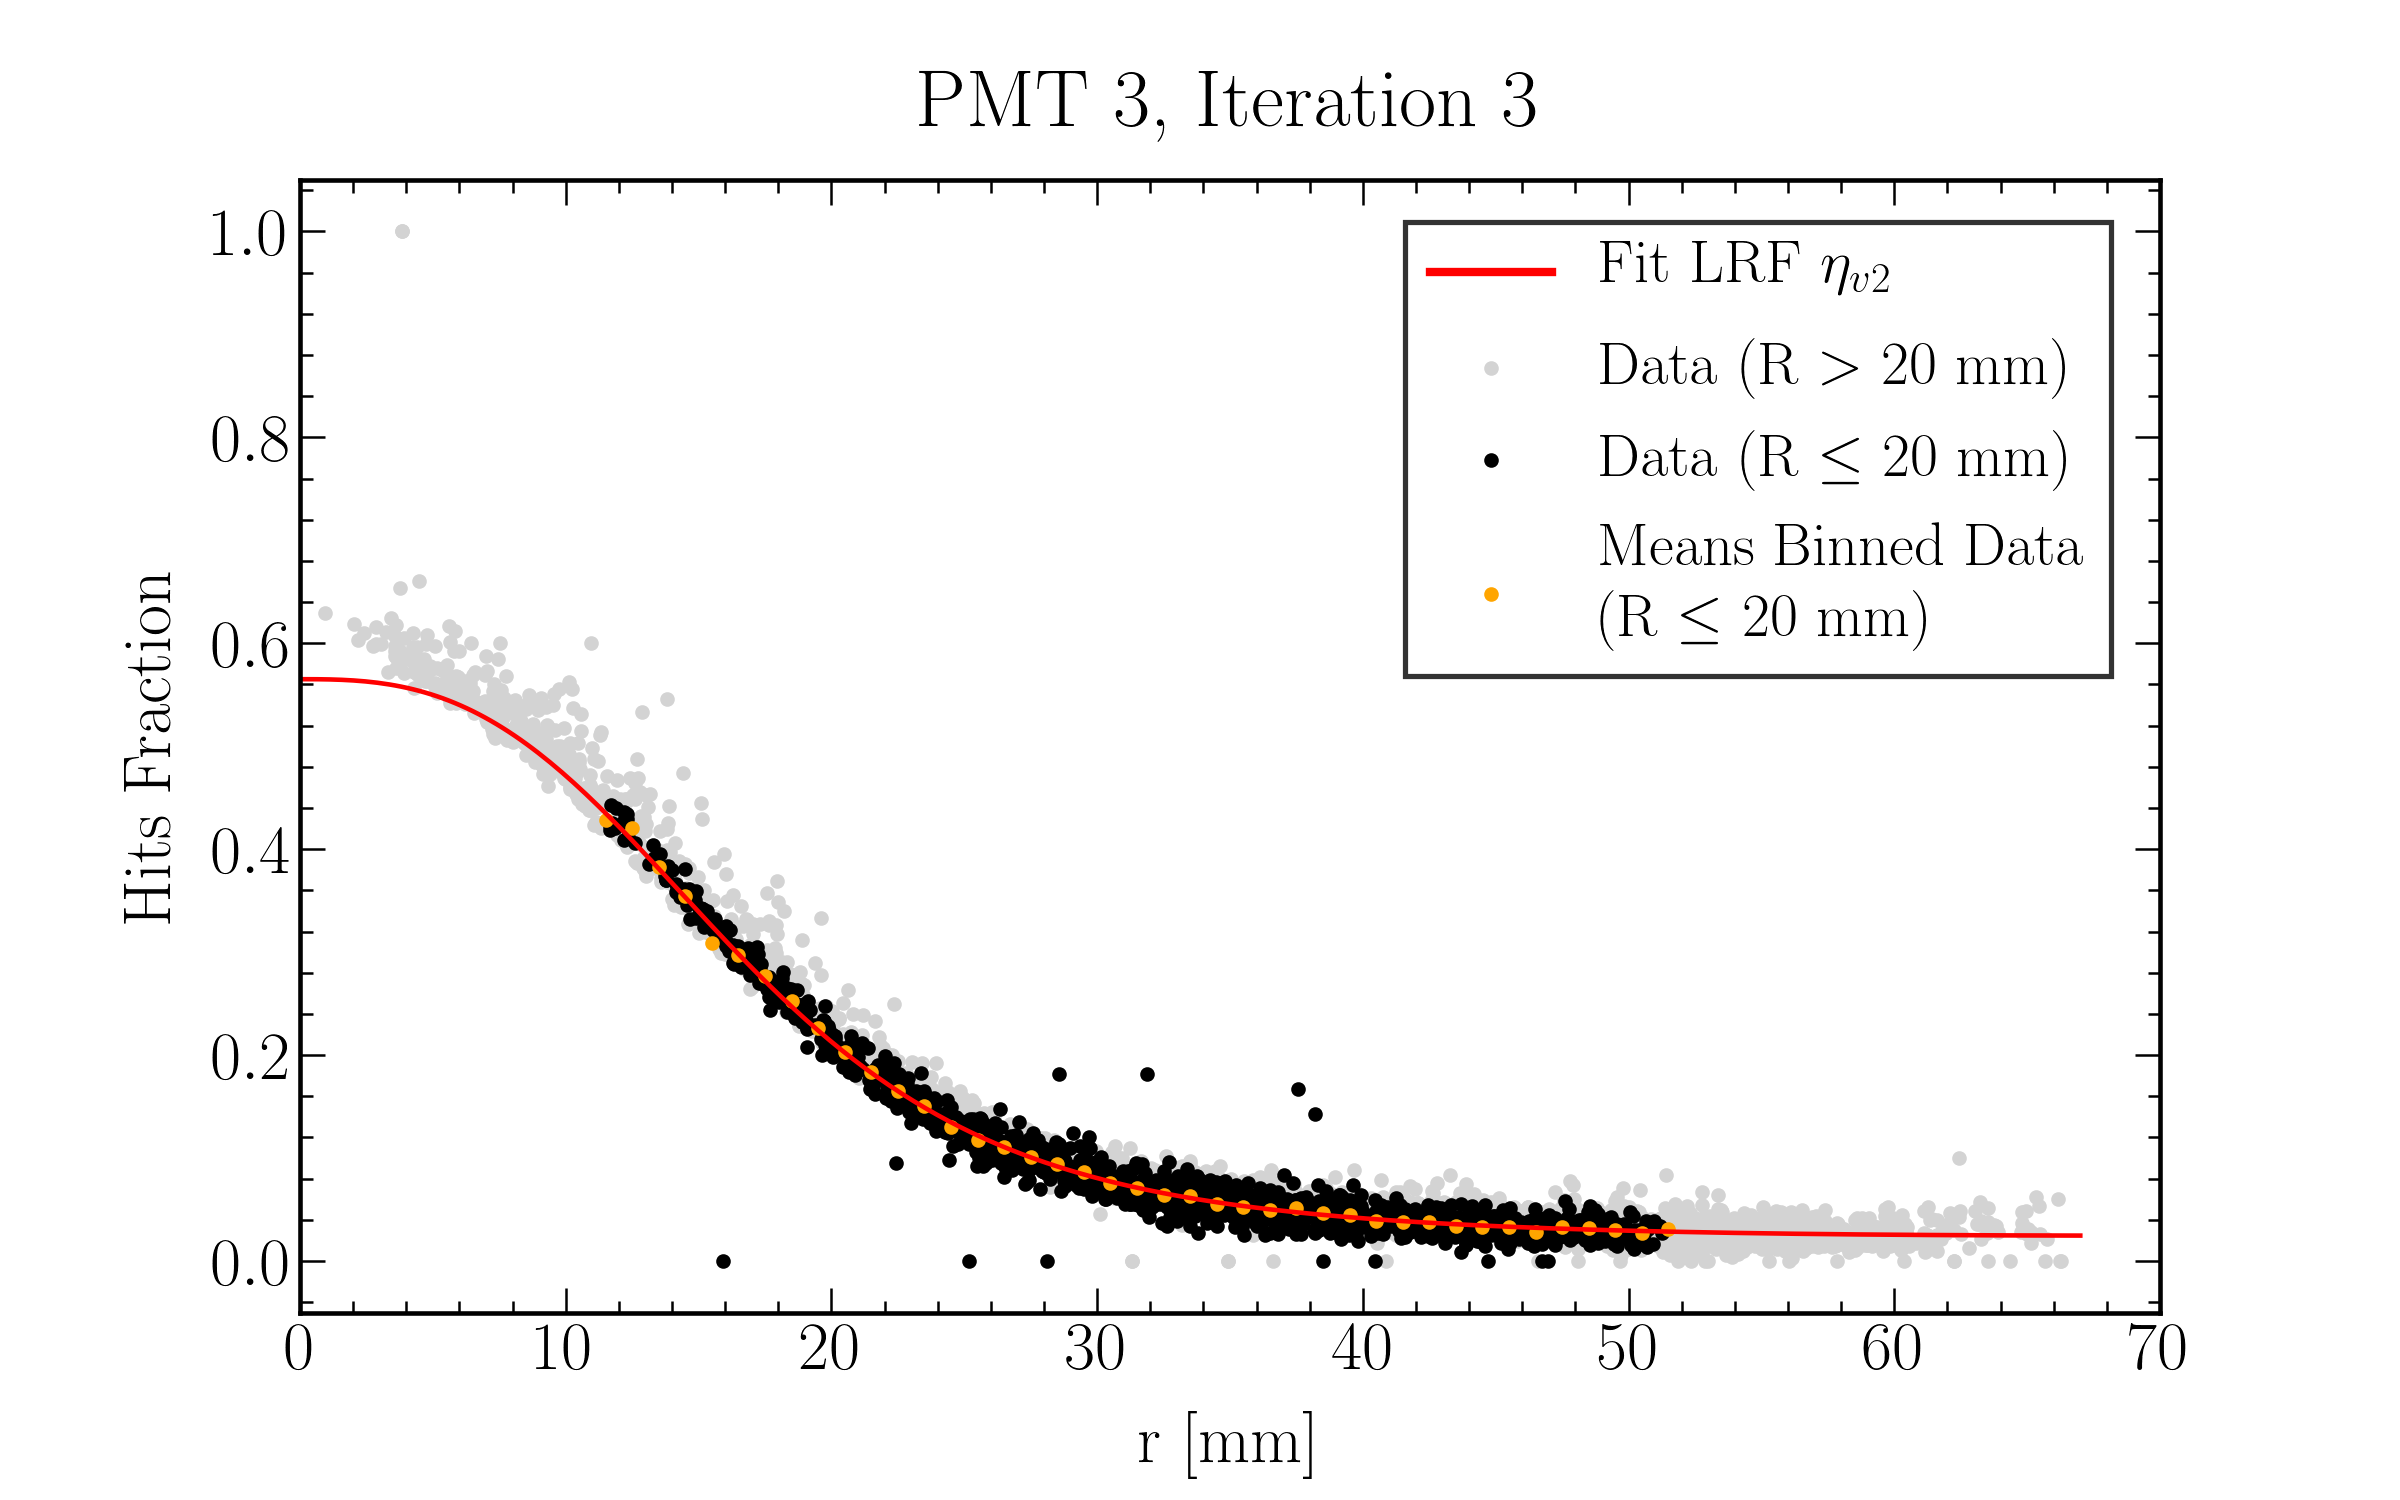 PMT 3, Iteration 3
Fit LRF η_{v2}
Data (R > 20 mm)
Data (R ≤ 20 mm)
Means Binned Data
(R ≤ 20 mm)
Hits Fraction
1.0
0.8
0.6
0.4
0.2
0.0
0 10 20 30 40 50 60 70
r [mm]